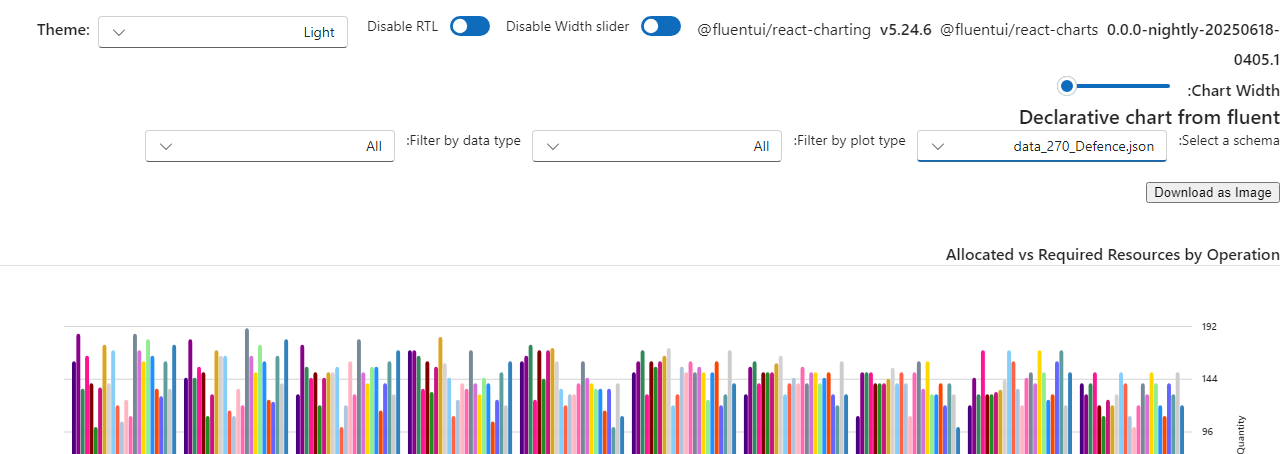 Theme: Light Disable RTL Disable Width slider @fluentui/react-charting v5.24.6 @fluentui/react-charts 0.0.0-nightly-20250618-
0405.1
:Chart Width
Declarative chart from fluent
:Select a schema data_270_Defence.json :Filter by plot type All :Filter by data type All
Download as Image
Allocated vs Required Resources by Operation
192
144
96
Quantity